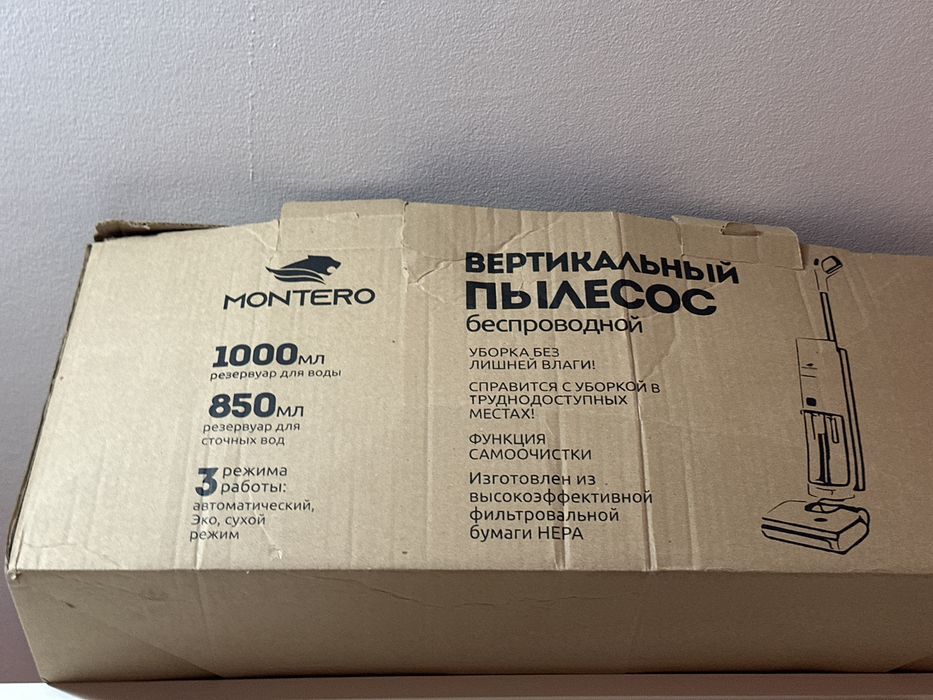 MONTERO
1000мл
резервуар для воды
850мл
резервуар для
сточных вод
3 режима
работы:
автоматический,
Эко, сухой
режим
ВЕРТИКАЛЬНЫЙ
ПЫЛЕСОС
беспроводной
УБОРКА БЕЗ
ЛИШНЕЙ ВЛАГИ!
СПРАВИТСЯ С УБОРКОЙ В
ТРУДНОДОСТУПНЫХ
МЕСТАХ!
ФУНКЦИЯ
САМООЧИСТКИ
Изготовлен из
высокоэффективной
фильтровальной
бумаги HEPA